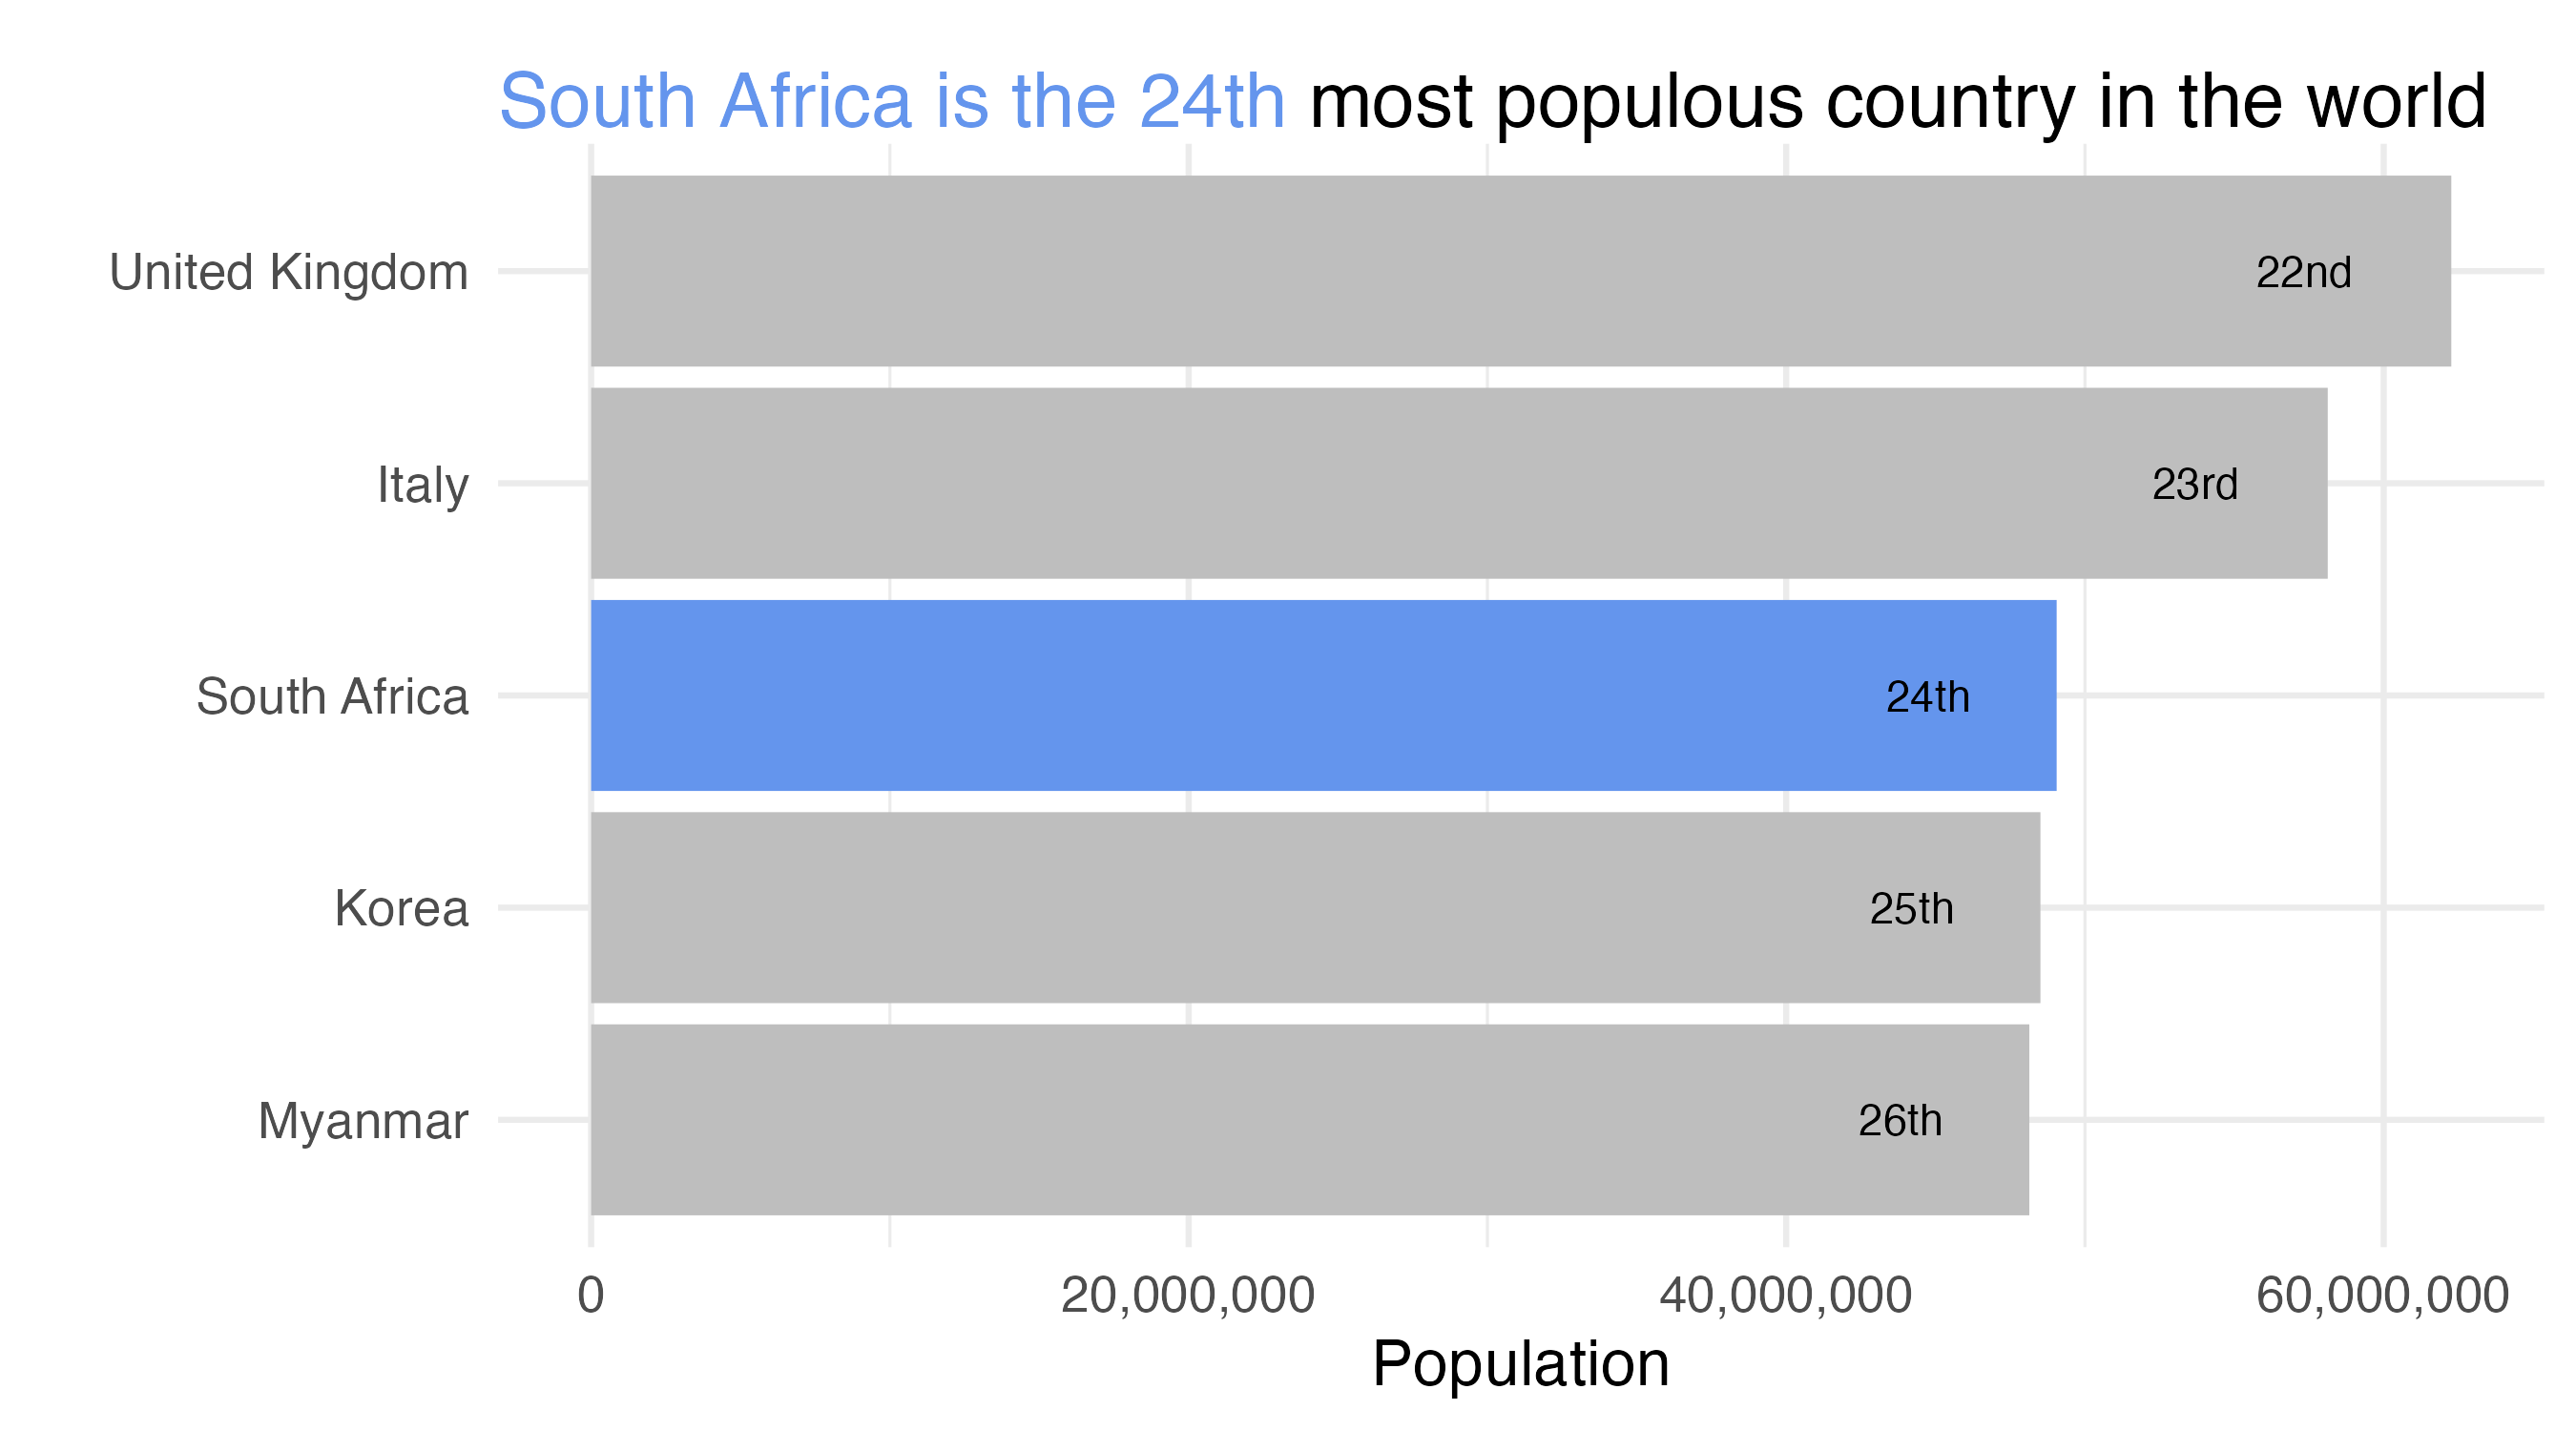 South Africa is the 24th most populous country in the world
United Kingdom 22nd
Italy 23rd
South Africa 24th
Korea 25th
Myanmar 26th
0 20,000,000 40,000,000 60,000,000
Population